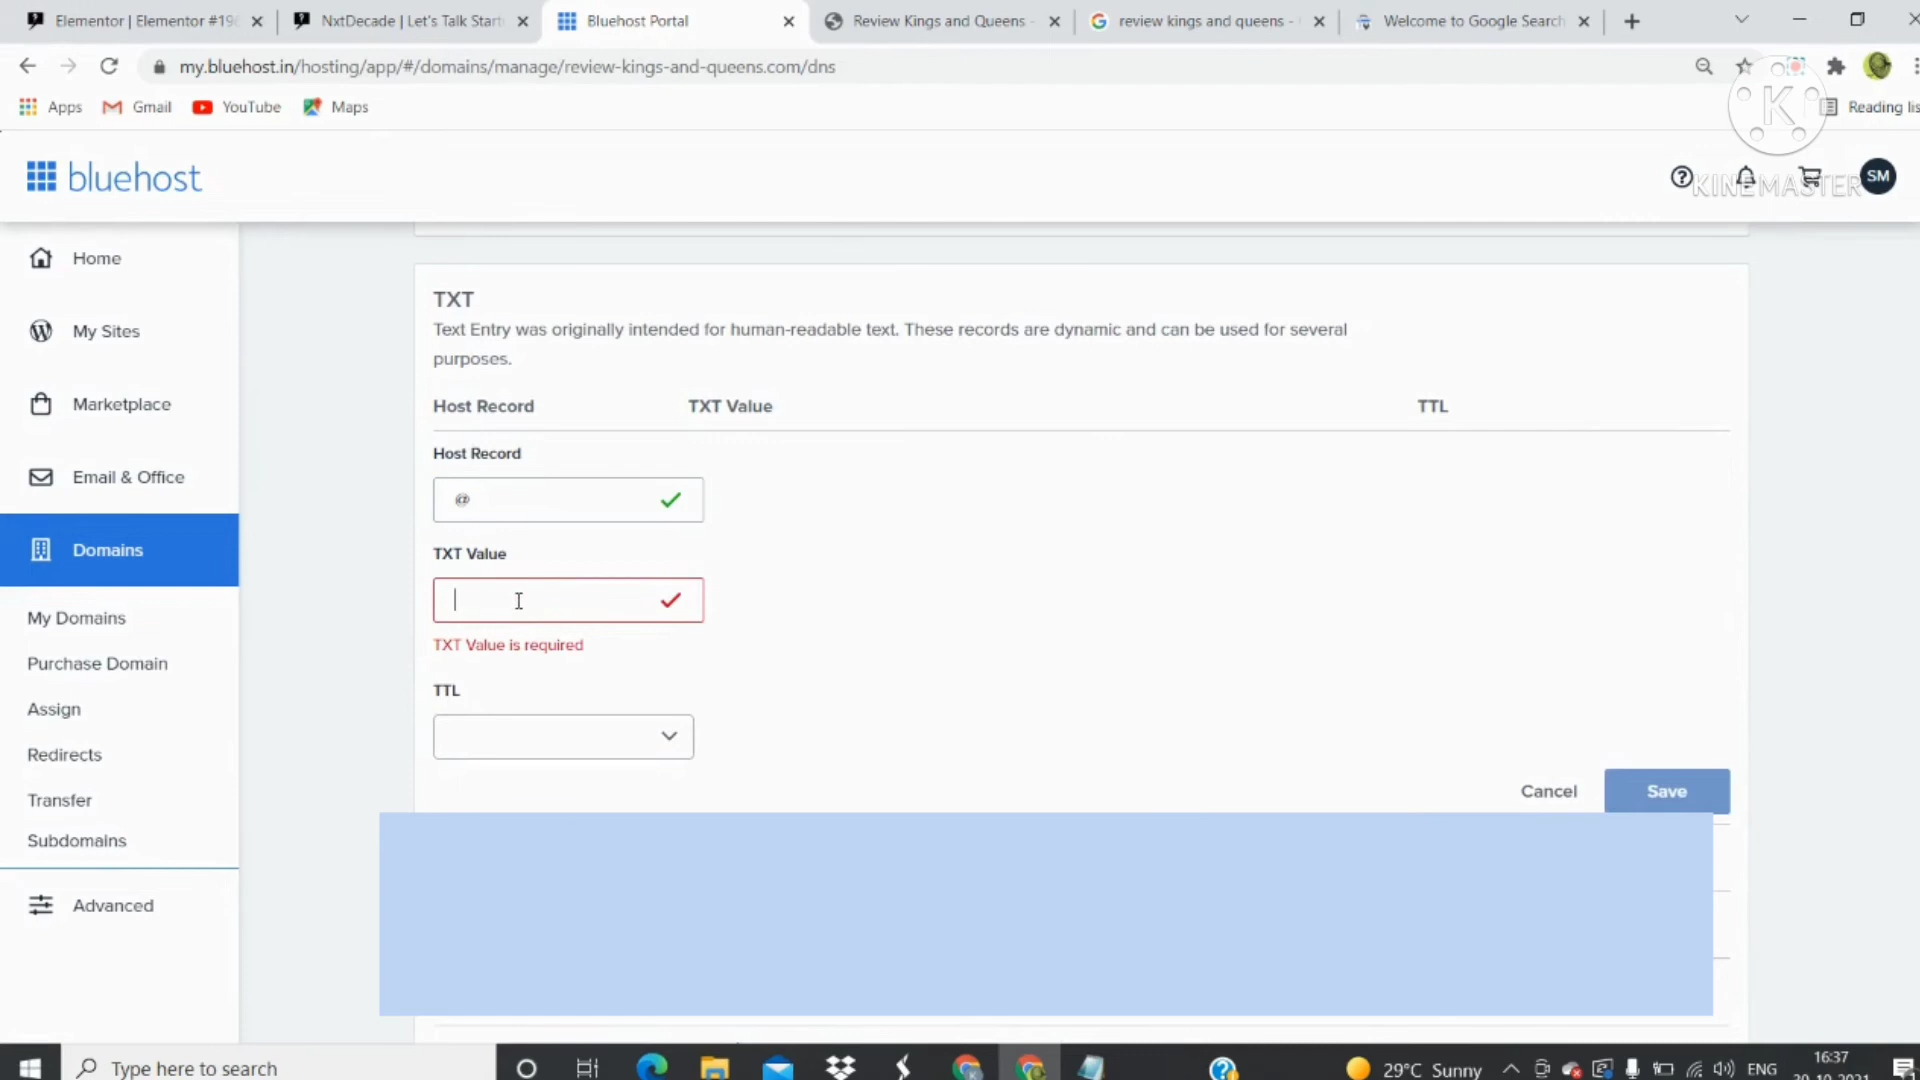 Elementor | Elementor #19
NxtDecade | Let's Talk Start
Bluehost Portal
Review Kings and Queens -
review kings and queens -
Welcome to Google Search
my.bluehost.in/hosting/app/#/domains/manage/review-kings-and-queens.com/dns
Apps
Gmail
YouTube
Maps
Reading lis
K
KINEMASTER
bluehost
SM
Home
My Sites
Marketplace
Email & Office
Domains
My Domains
Purchase Domain
Assign
Redirects
Transfer
Subdomains
Advanced
TXT
Text Entry was originally intended for human-readable text. These records are dynamic and can be used for several
purposes.
Host Record TXT Value TTL
Host Record
@
TXT Value
TXT Value is required
TTL
Cancel
Save
Type here to search
29°C Sunny
ENG
16:37